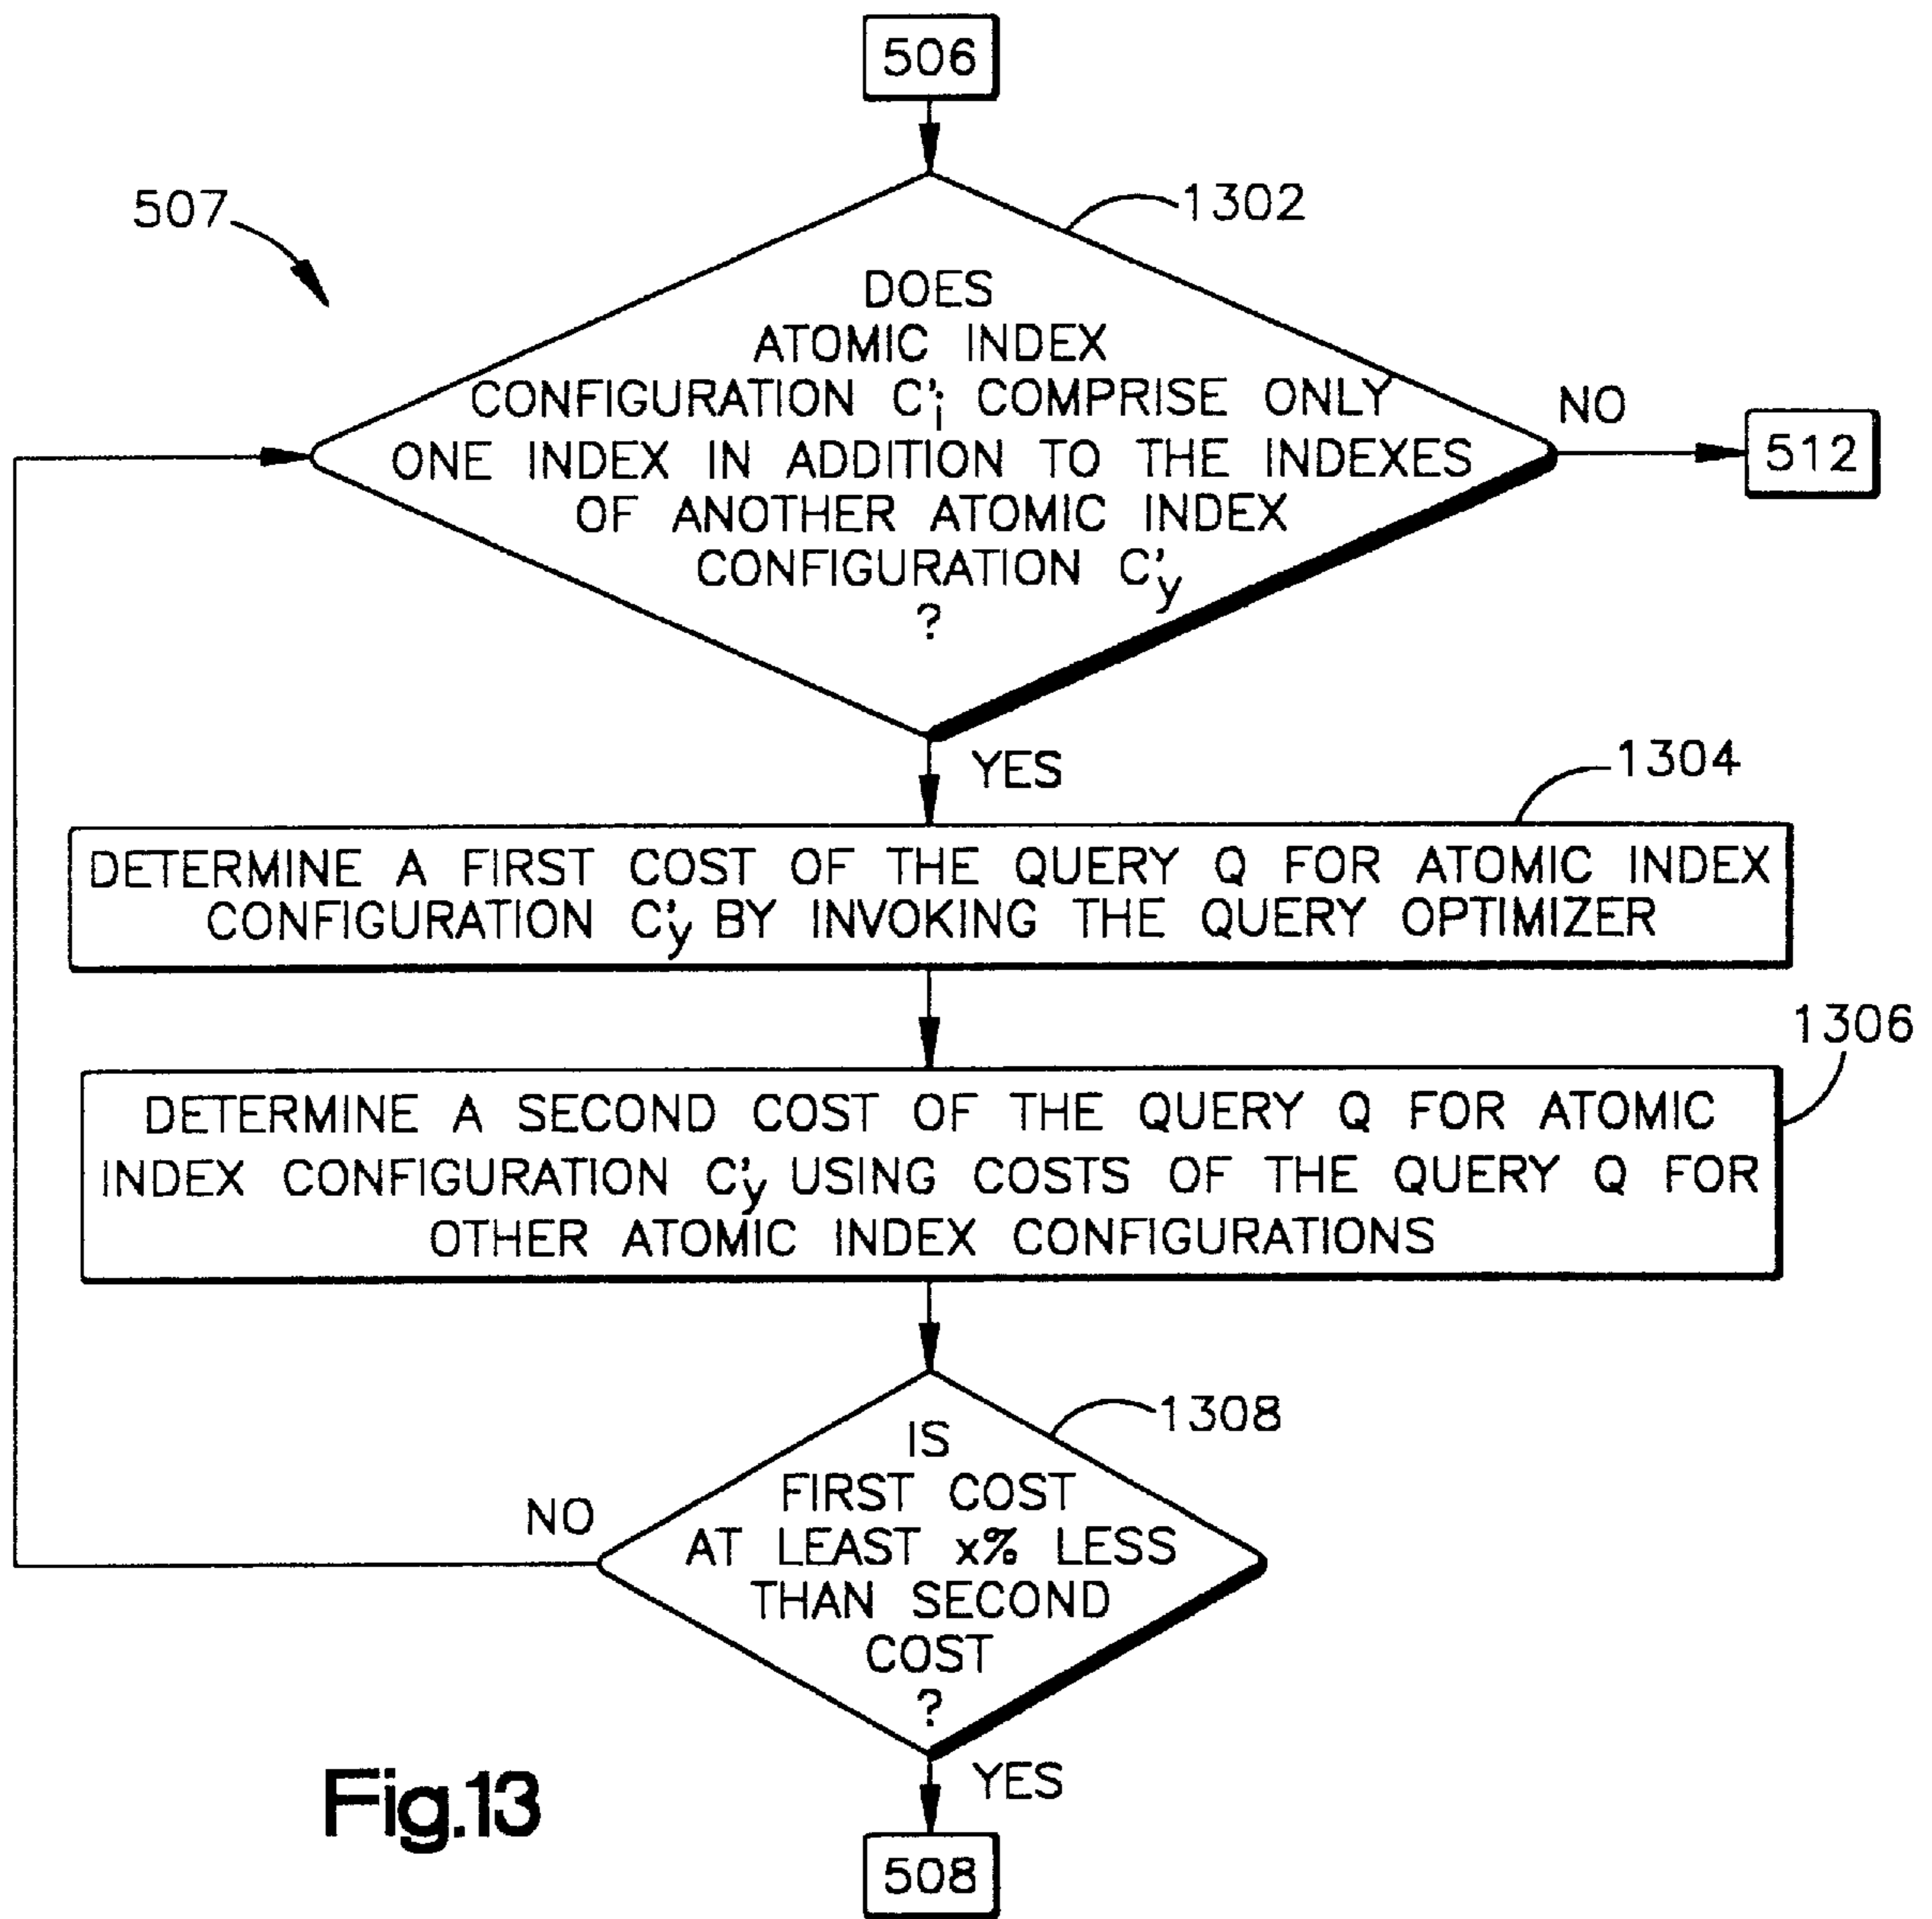 506
507
1302
DOES
ATOMIC INDEX
CONFIGURATION C'i COMPRISE ONLY
ONE INDEX IN ADDITION TO THE INDEXES
OF ANOTHER ATOMIC INDEX
CONFIGURATION C'y
?
NO
512
YES
1304
DETERMINE A FIRST COST OF THE QUERY Q FOR ATOMIC INDEX
CONFIGURATION C'y BY INVOKING THE QUERY OPTIMIZER
1306
DETERMINE A SECOND COST OF THE QUERY Q FOR ATOMIC
INDEX CONFIGURATION C'y USING COSTS OF THE QUERY Q FOR
OTHER ATOMIC INDEX CONFIGURATIONS
1308
IS
FIRST COST
AT LEAST x% LESS
THAN SECOND
COST
?
NO
YES
508
Fig.13